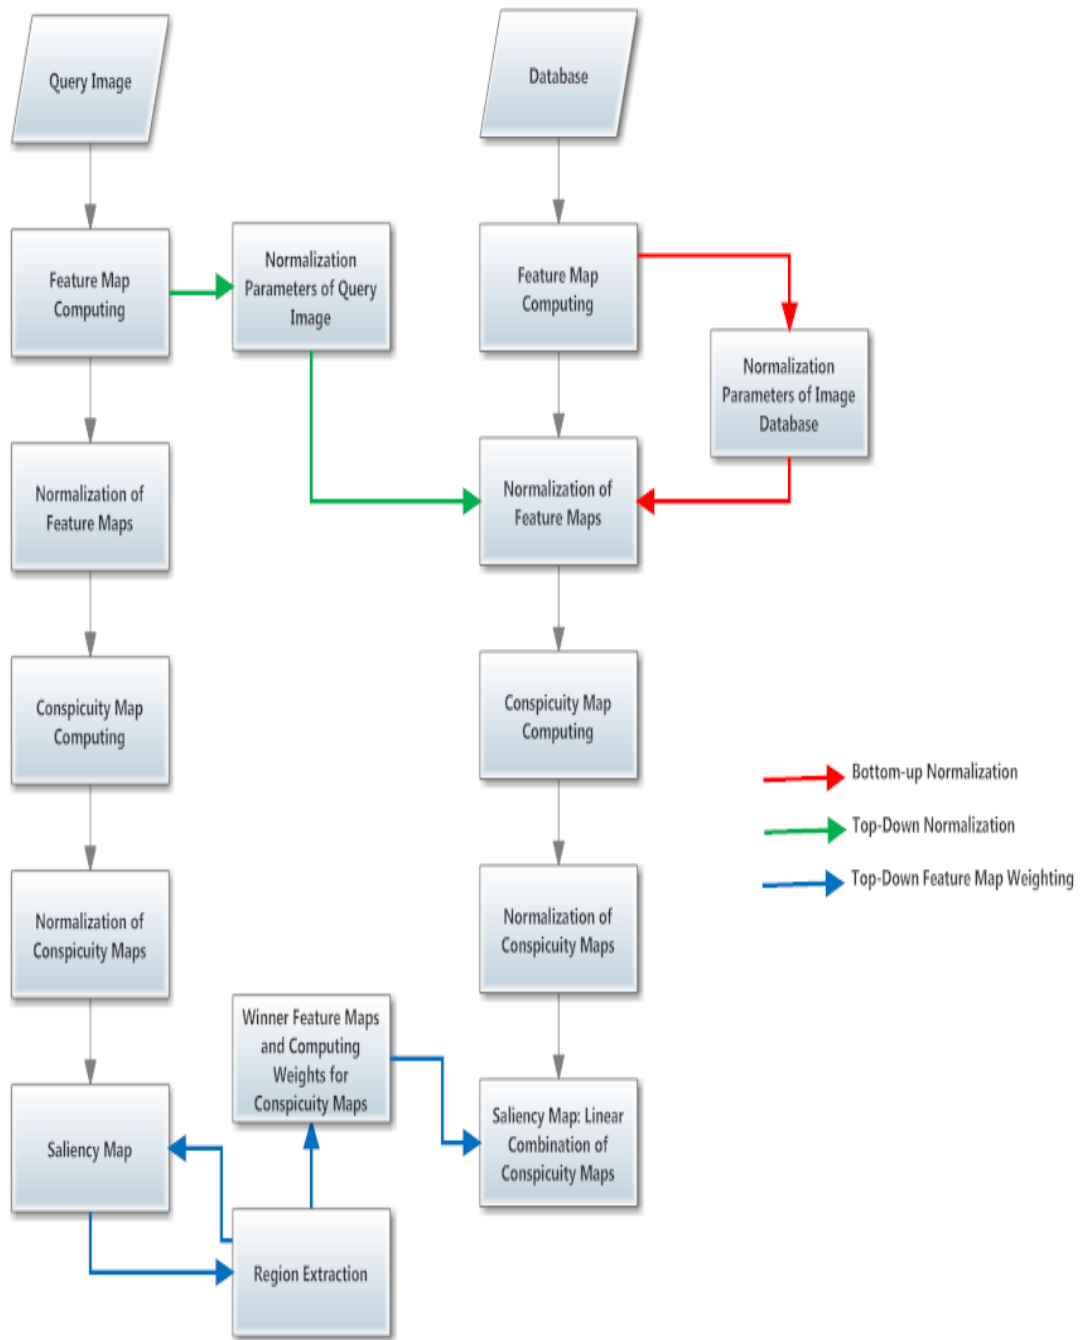 Query Image
Database
Feature Map
Computing
Normalization
Parameters of Query
Image
Feature Map
Computing
Normalization
Parameters of Image
Database
Normalization of
Feature Maps
Normalization of
Feature Maps
Conspicuity Map
Computing
Conspicuity Map
Computing
Bottom-up Normalization
Top-Down Normalization
Top-Down Feature Map Weighting
Normalization of
Conspicuity Maps
Normalization of
Conspicuity Maps
Winner Feature Maps
and Computing
Weights for
Conspicuity Maps
Saliency Map
Saliency Map: Linear
Combination of
Conspicuity Maps
Region Extraction